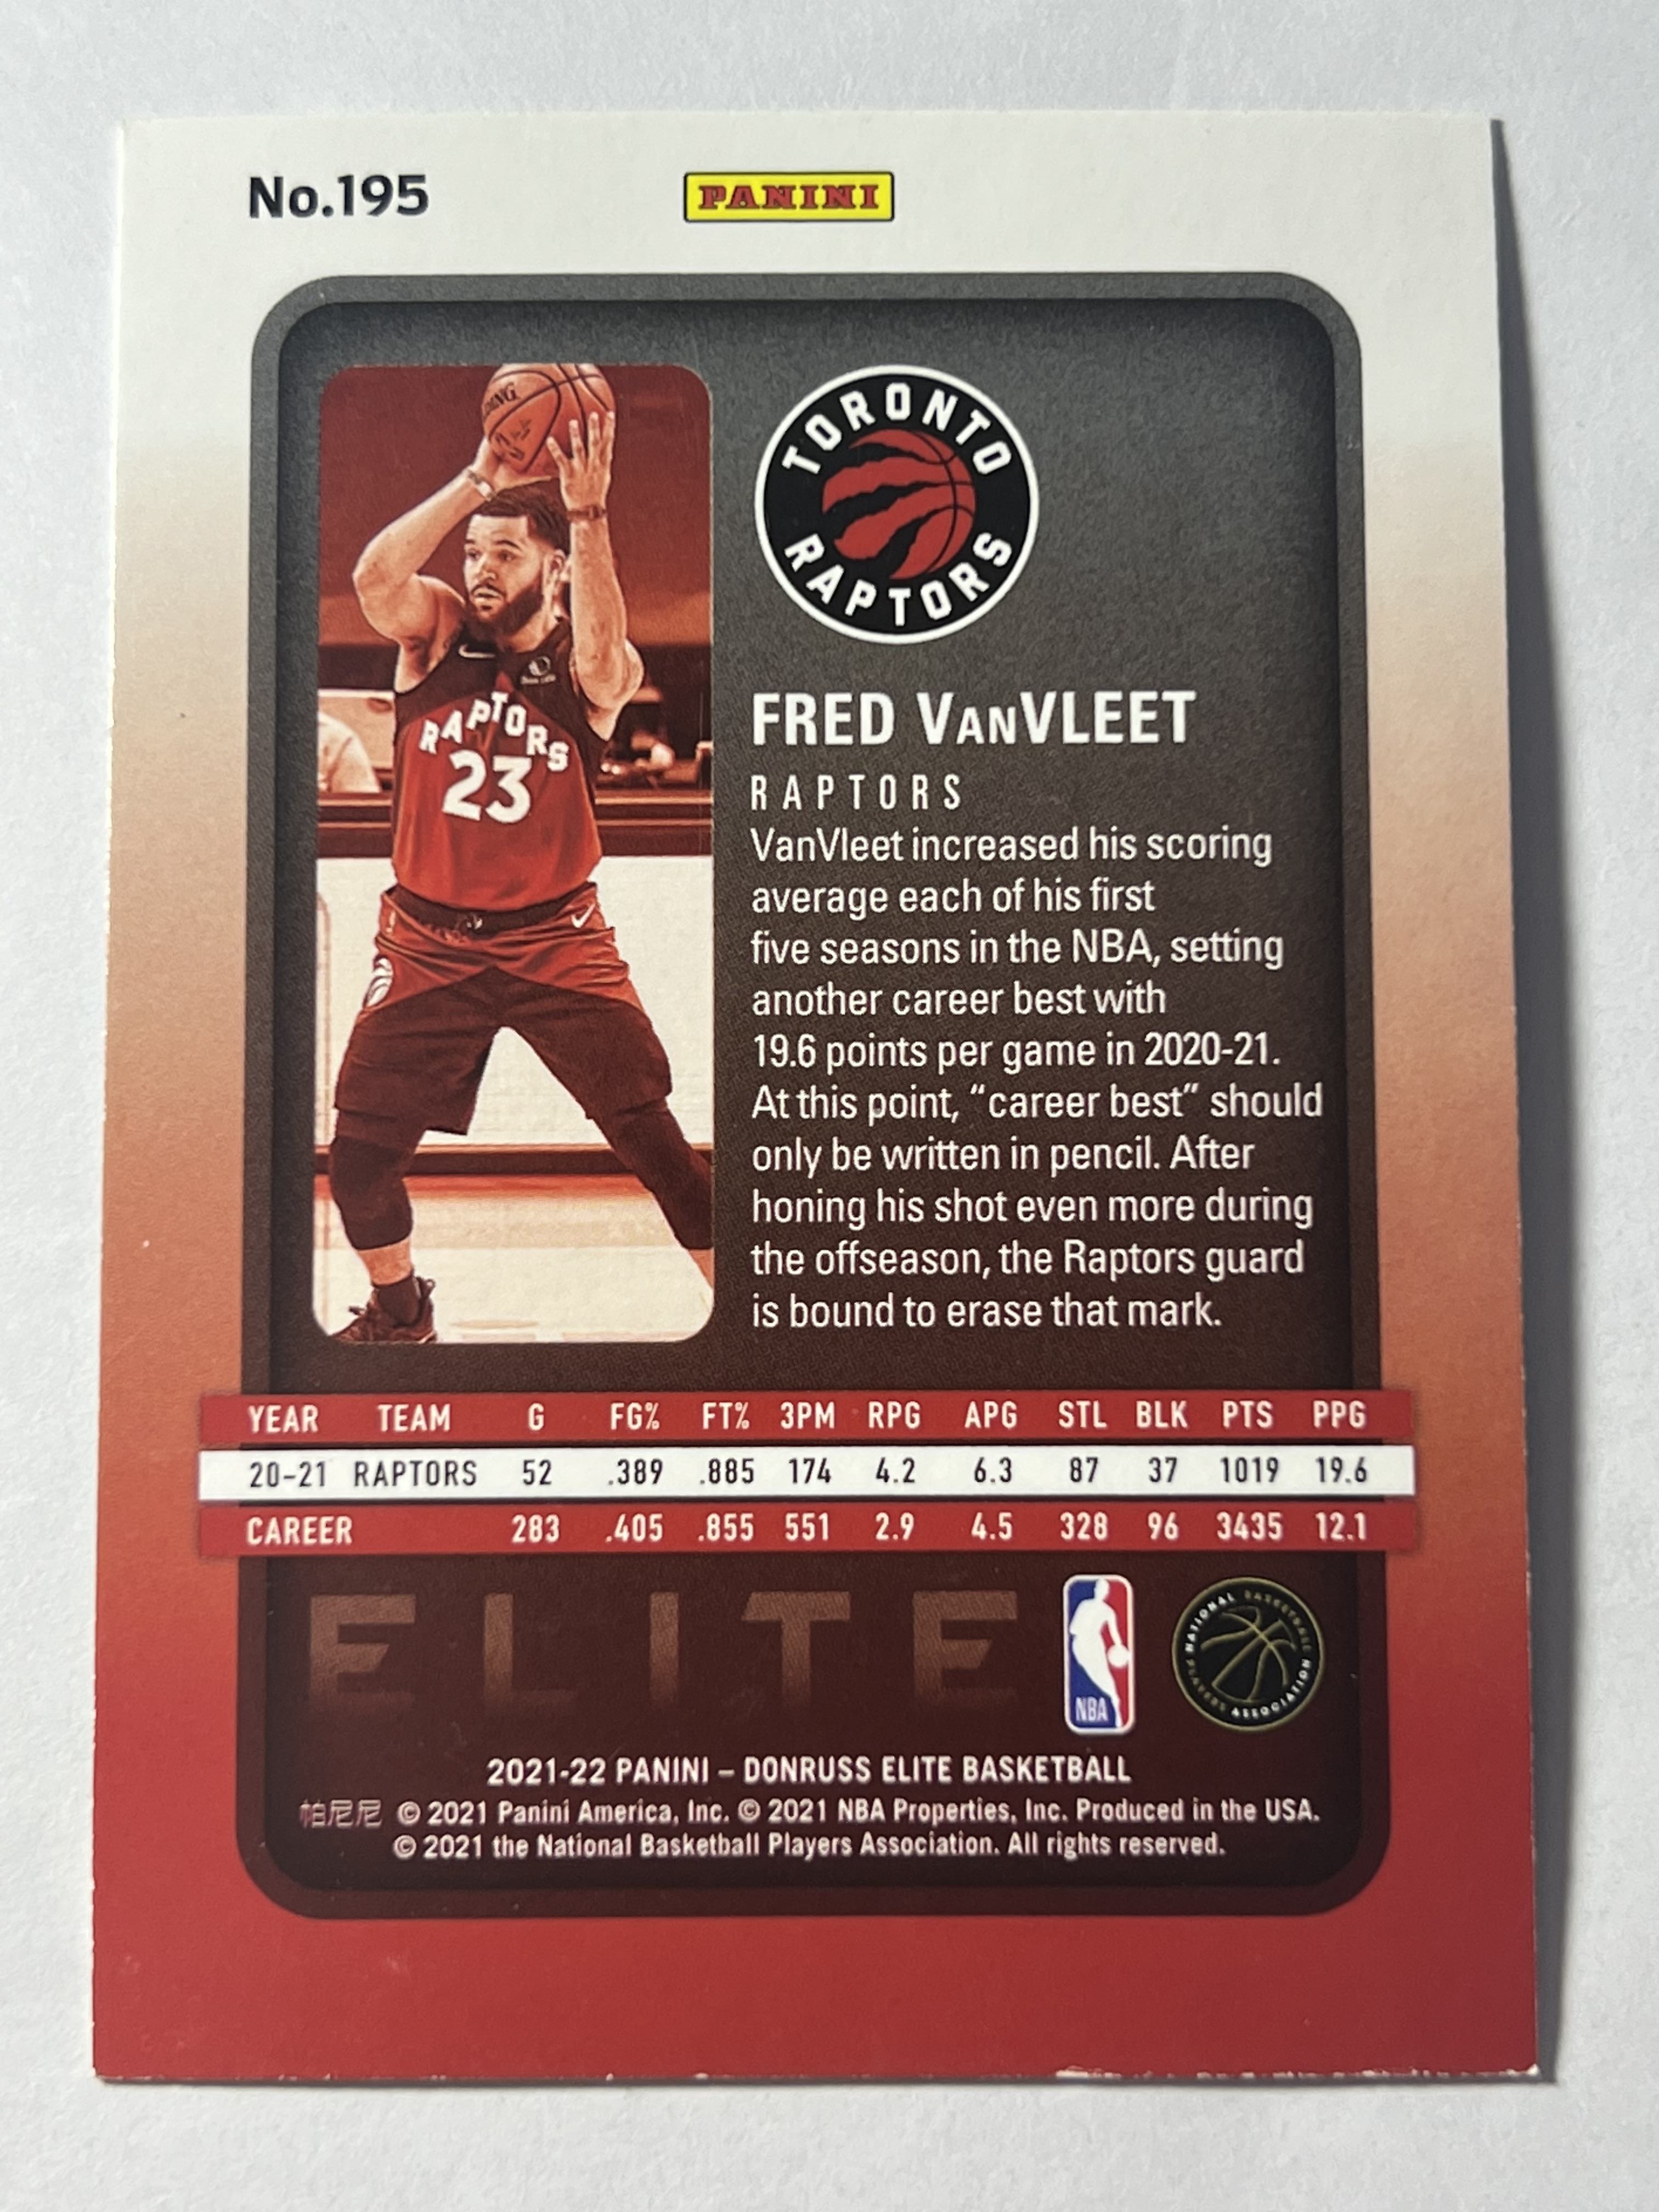 No.195
PANINI
TORONTO
RAPTORS
RAPTORS
23
FRED VANVLEET
RAPTORS
VanVleet increased his scoring
average each of his first
five seasons in the NBA, setting
another career best with
19.6 points per game in 2020-21.
At this point, “career best” should
only be written in pencil. After
honing his shot even more during
the offseason, the Raptors guard
is bound to erase that mark.
YEAR TEAM G FG% FT% 3PM RPG APG STL BLK PTS PPG
20-21 RAPTORS 52 .389 .885 174 4.2 6.3 87 37 1019 19.6
CAREER 283 .405 .855 551 2.9 4.5 328 96 3435 12.1
ELITE
NBA
NATIONAL BASKETBALL
PLAYERS ASSOCIATION
2021-22 PANINI – DONRUSS ELITE BASKETBALL
帕尼尼 © 2021 Panini America, Inc. © 2021 NBA Properties, Inc. Produced in the USA.
© 2021 the National Basketball Players Association. All rights reserved.